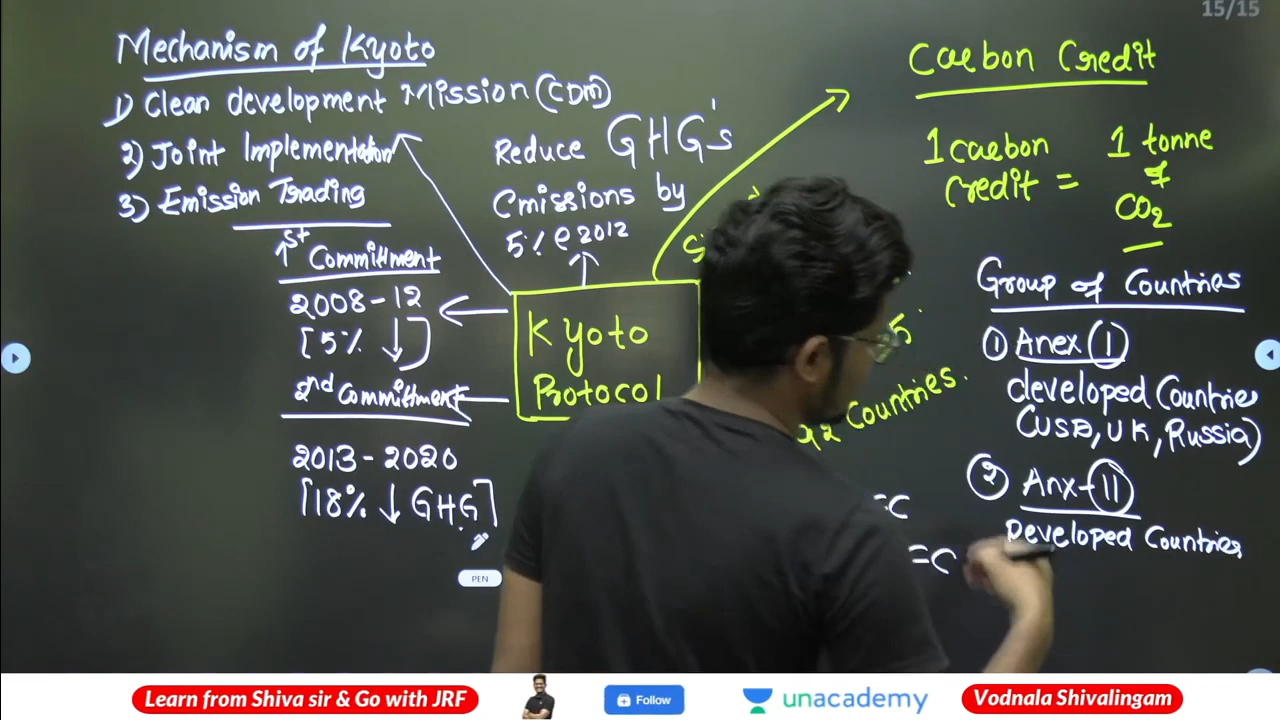 15/15
Mechanism of Kyoto
1) Clean development Mission (CDM)
2) Joint Implementation
3) Emission Trading
Reduce GHG's
Emissions by
5% @ 2012
Carbon Credit
1 carbon
credit =
1 tonne
of
CO2
1st Commitment
2008-12
[5% ↓]
2nd Commitment
2013-2020
[18% ↓ GHG]
Kyoto
Protocol
5
Countries.
=C
=C
Group of Countries
① Anex (I)
developed Countrie
(USA, UK, Russia)
② Anx-(II)
Developed Countries
PEN
Learn from Shiva sir & Go with JRF
Follow
unacademy
Vodnala Shivalingam